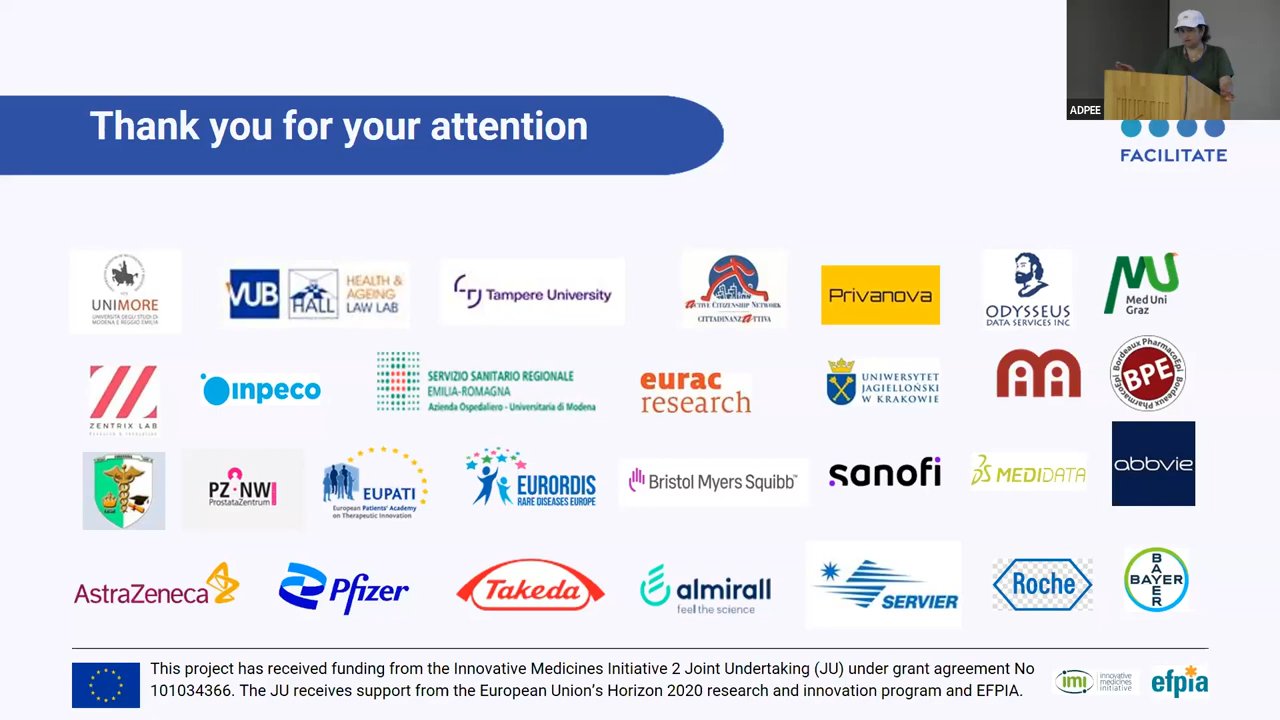 ADPEE
Thank you for your attention
FACILITATE
UNIMORE
UNIVERSITÀ DEGLI STUDI DI
MODENA E REGGIO EMILIA
VUB
HALL
HEALTH &
AGEING
LAW LAB
Tampere University
ACTIVE CITIZENSHIP NETWORK
CITTADINANZATTIVA
Privanova
ODYSSEUS
DATA SERVICES INC
Med Uni
Graz
ZENTRIX LAB
inpeco
SERVIZIO SANITARIO REGIONALE
EMILIA-ROMAGNA
Azienda Ospedaliero - Universitaria di Modena
eurac
research
UNIWERSYTET
JAGIELLOŃSKI
W KRAKOWIE
Bordeaux PharmacoEpi
BPE
PZ·NW
ProstataZentrum
EUPATI
European Patients' Academy
on Therapeutic Innovation
EURORDIS
RARE DISEASES EUROPE
Bristol Myers Squibb™
sanofi
MEDIDATA
abbvie
AstraZeneca
Pfizer
Takeda
almirall
feel the science
SERVIER
Roche
BAYER
BAYER
This project has received funding from the Innovative Medicines Initiative 2 Joint Undertaking (JU) under grant agreement No
101034366. The JU receives support from the European Union's Horizon 2020 research and innovation program and EFPIA.
imi
innovative
medicines
initiative
efpia